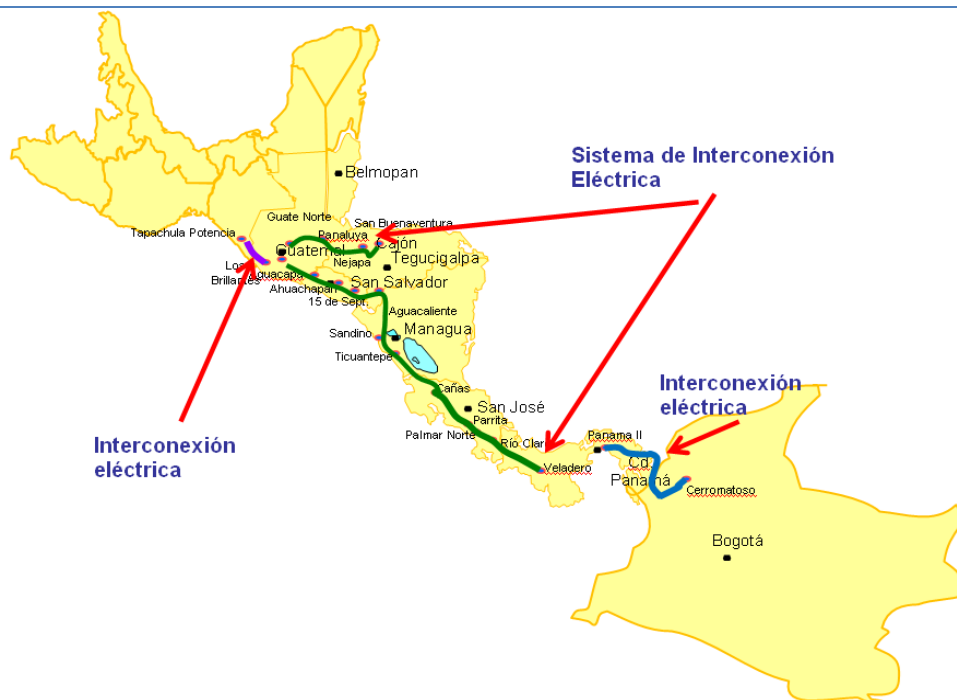 Sistema de Interconexión
Eléctrica
Belmopan
Guate Norte
San Buenaventura
Tapachula Potencia
Panaluya
Guatemal
Cajón
Nejapa
Tegucigalpa
Los
Brillantes
Aguacapa
Ahuachapán
San Salvador
15 de Sept.
Aguacaliente
Sandino
Managua
Ticuantepe
Cañas
Interconexión
eléctrica
San José
Parrita
Palmar Norte
Río Clar
Panama II
Interconexión
eléctrica
Veladero
Cd.
Panamá
Cerromatoso
Bogotá